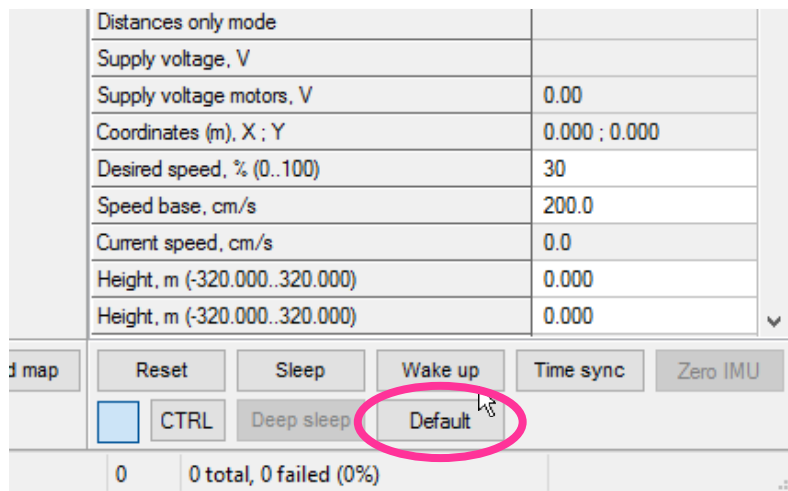 Distances only mode
Supply voltage, V
Supply voltage motors, V 0.00
Coordinates (m), X ; Y 0.000 ; 0.000
Desired speed, % (0..100) 30
Speed base, cm/s 200.0
Current speed, cm/s 0.0
Height, m (-320.000..320.000) 0.000
Height, m (-320.000..320.000) 0.000
d map Reset Sleep Wake up Time sync Zero IMU
CTRL Deep sleep Default
0 0 total, 0 failed (0%)